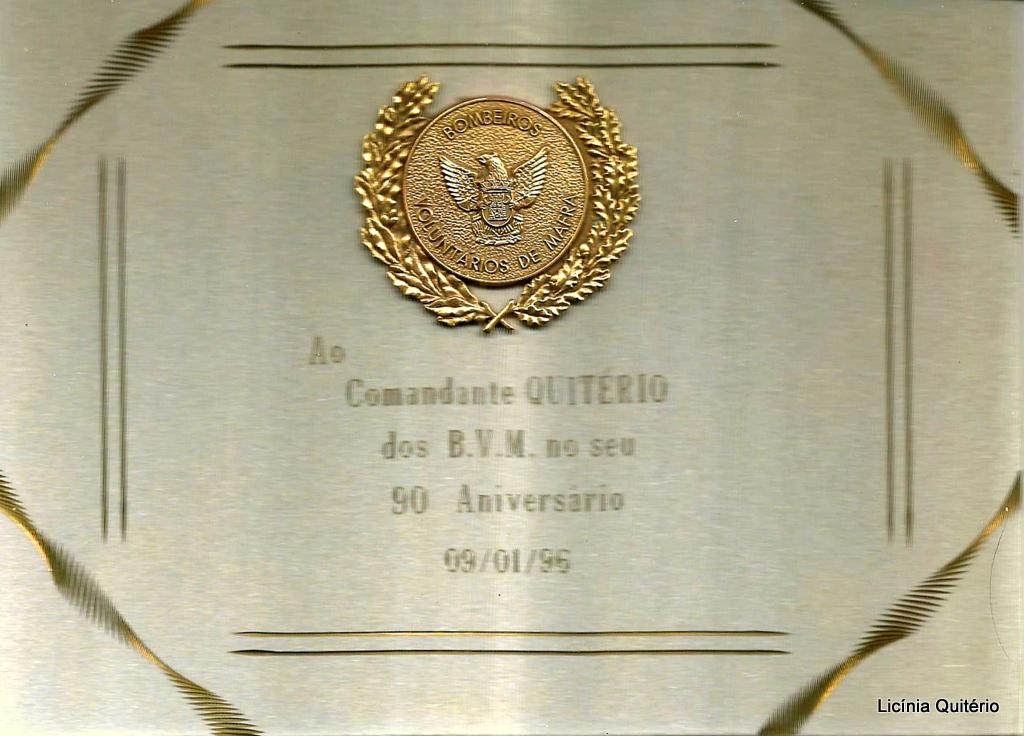 BOMBEIROS
VOLUNTÁRIOS DE MAFRA
Ao
Comandante QUITÉRIO
dos B.V.M. no seu
90 Aniversário
09/01/96
Licínia Quitério